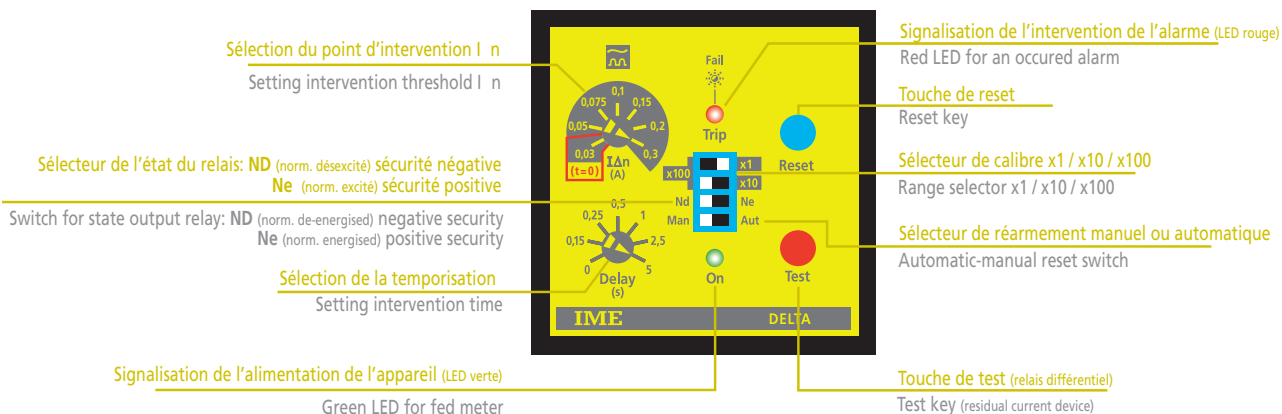 Sélection du point d'intervention I n
Setting intervention threshold I n
Sélecteur de l'état du relais: ND (norm. désexcité) sécurité négative
Ne (norm. excité) sécurité positive
Switch for state output relay: ND (norm. de-energised) negative security
Ne (norm. energised) positive security
Sélection de la temporisation
Setting intervention time
Signalisation de l'alimentation de l'appareil (LED verte)
Green LED for fed meter
0,03
0,05
0,075
0,1
0,15
0,2
0,3
(t=0)
IΔn
(A)
Fail
Trip
Reset
x1
x100
x10
Nd
Ne
Man
Aut
0
0,15
0,25
0,5
1
2,5
5
Delay
(s)
On
Test
IME
DELTA
Signalisation de l'intervention de l'alarme (LED rouge)
Red LED for an occured alarm
Touche de reset
Reset key
Sélecteur de calibre x1 / x10 / x100
Range selector x1 / x10 / x100
Sélecteur de réarmement manuel ou automatique
Automatic-manual reset switch
Touche de test (relais différentiel)
Test key (residual current device)